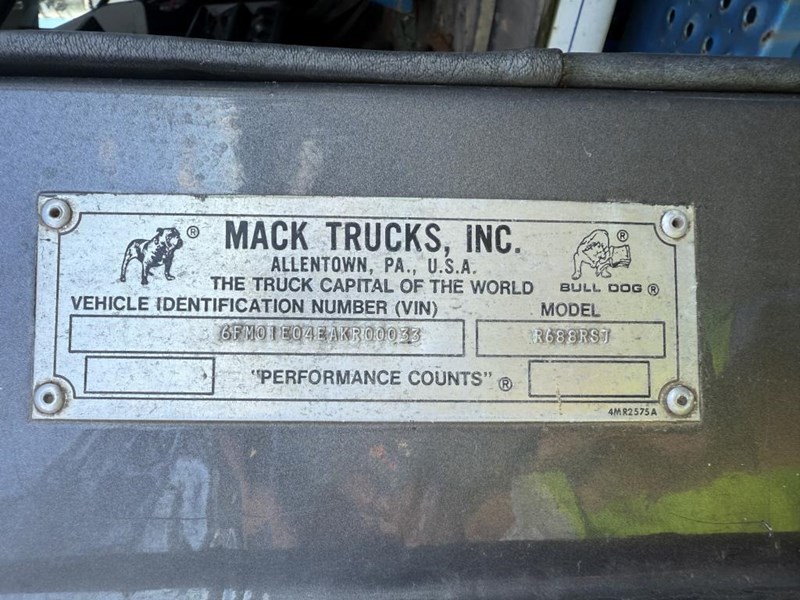 MACK TRUCKS, INC.
ALLENTOWN, PA., U.S.A.
THE TRUCK CAPITAL OF THE WORLD
BULL DOG ®
VEHICLE IDENTIFICATION NUMBER (VIN)
MODEL
6FM01E04EAKR00033
R688RST
"PERFORMANCE COUNTS" ®
4MR2575A